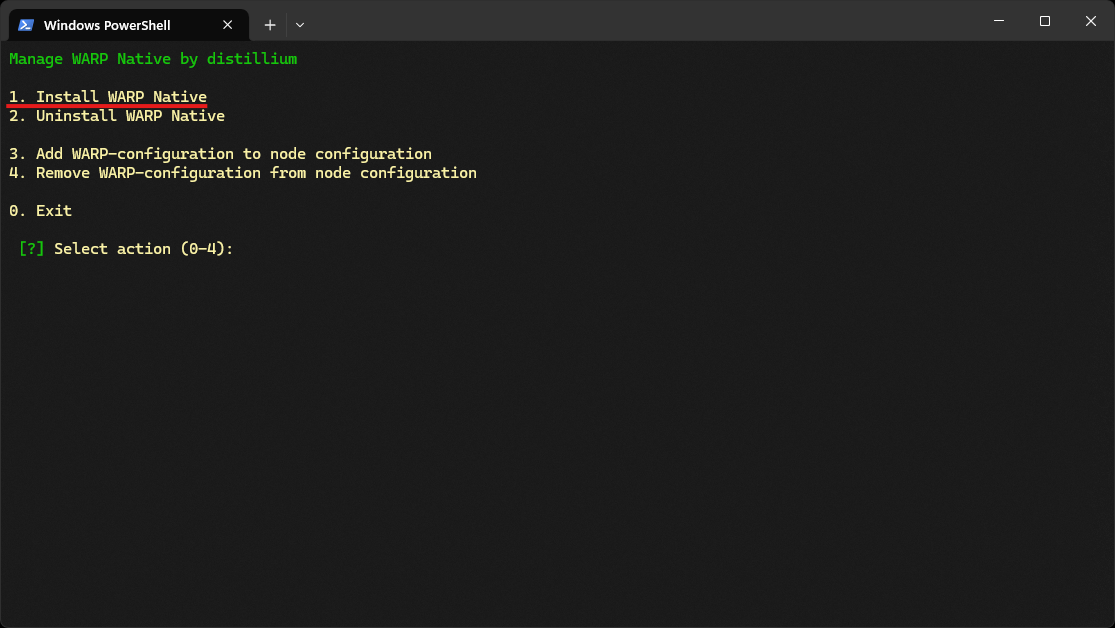 Windows PowerShell
Manage WARP Native by distillium
1. Install WARP Native
2. Uninstall WARP Native
3. Add WARP-configuration to node configuration
4. Remove WARP-configuration from node configuration
0. Exit
[?] Select action (0-4):